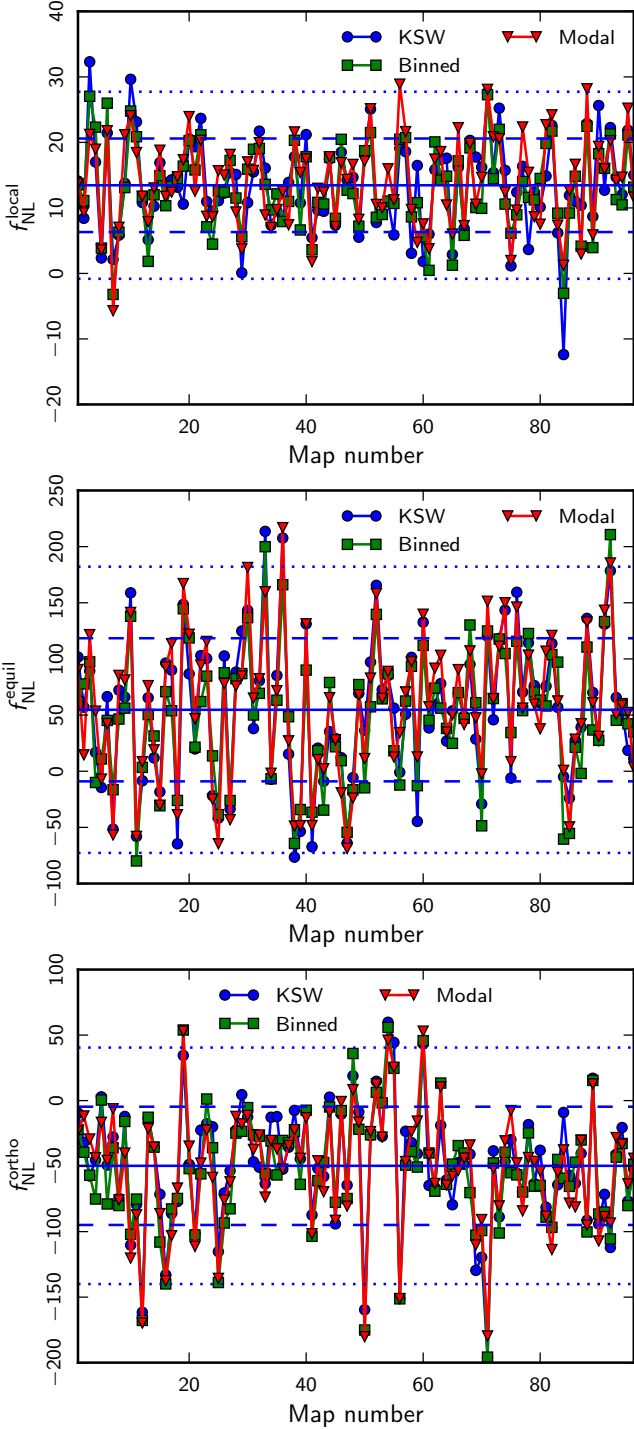 40
30
20
10
0
−10
−20
f_NL^local
KSW
Binned
Modal
20 40 60 80
Map number
250
200
150
100
50
0
−50
−100
f_NL^equil
KSW
Binned
Modal
20 40 60 80
Map number
100
50
0
−50
−100
−150
−200
f_NL^ortho
KSW
Binned
Modal
20 40 60 80
Map number